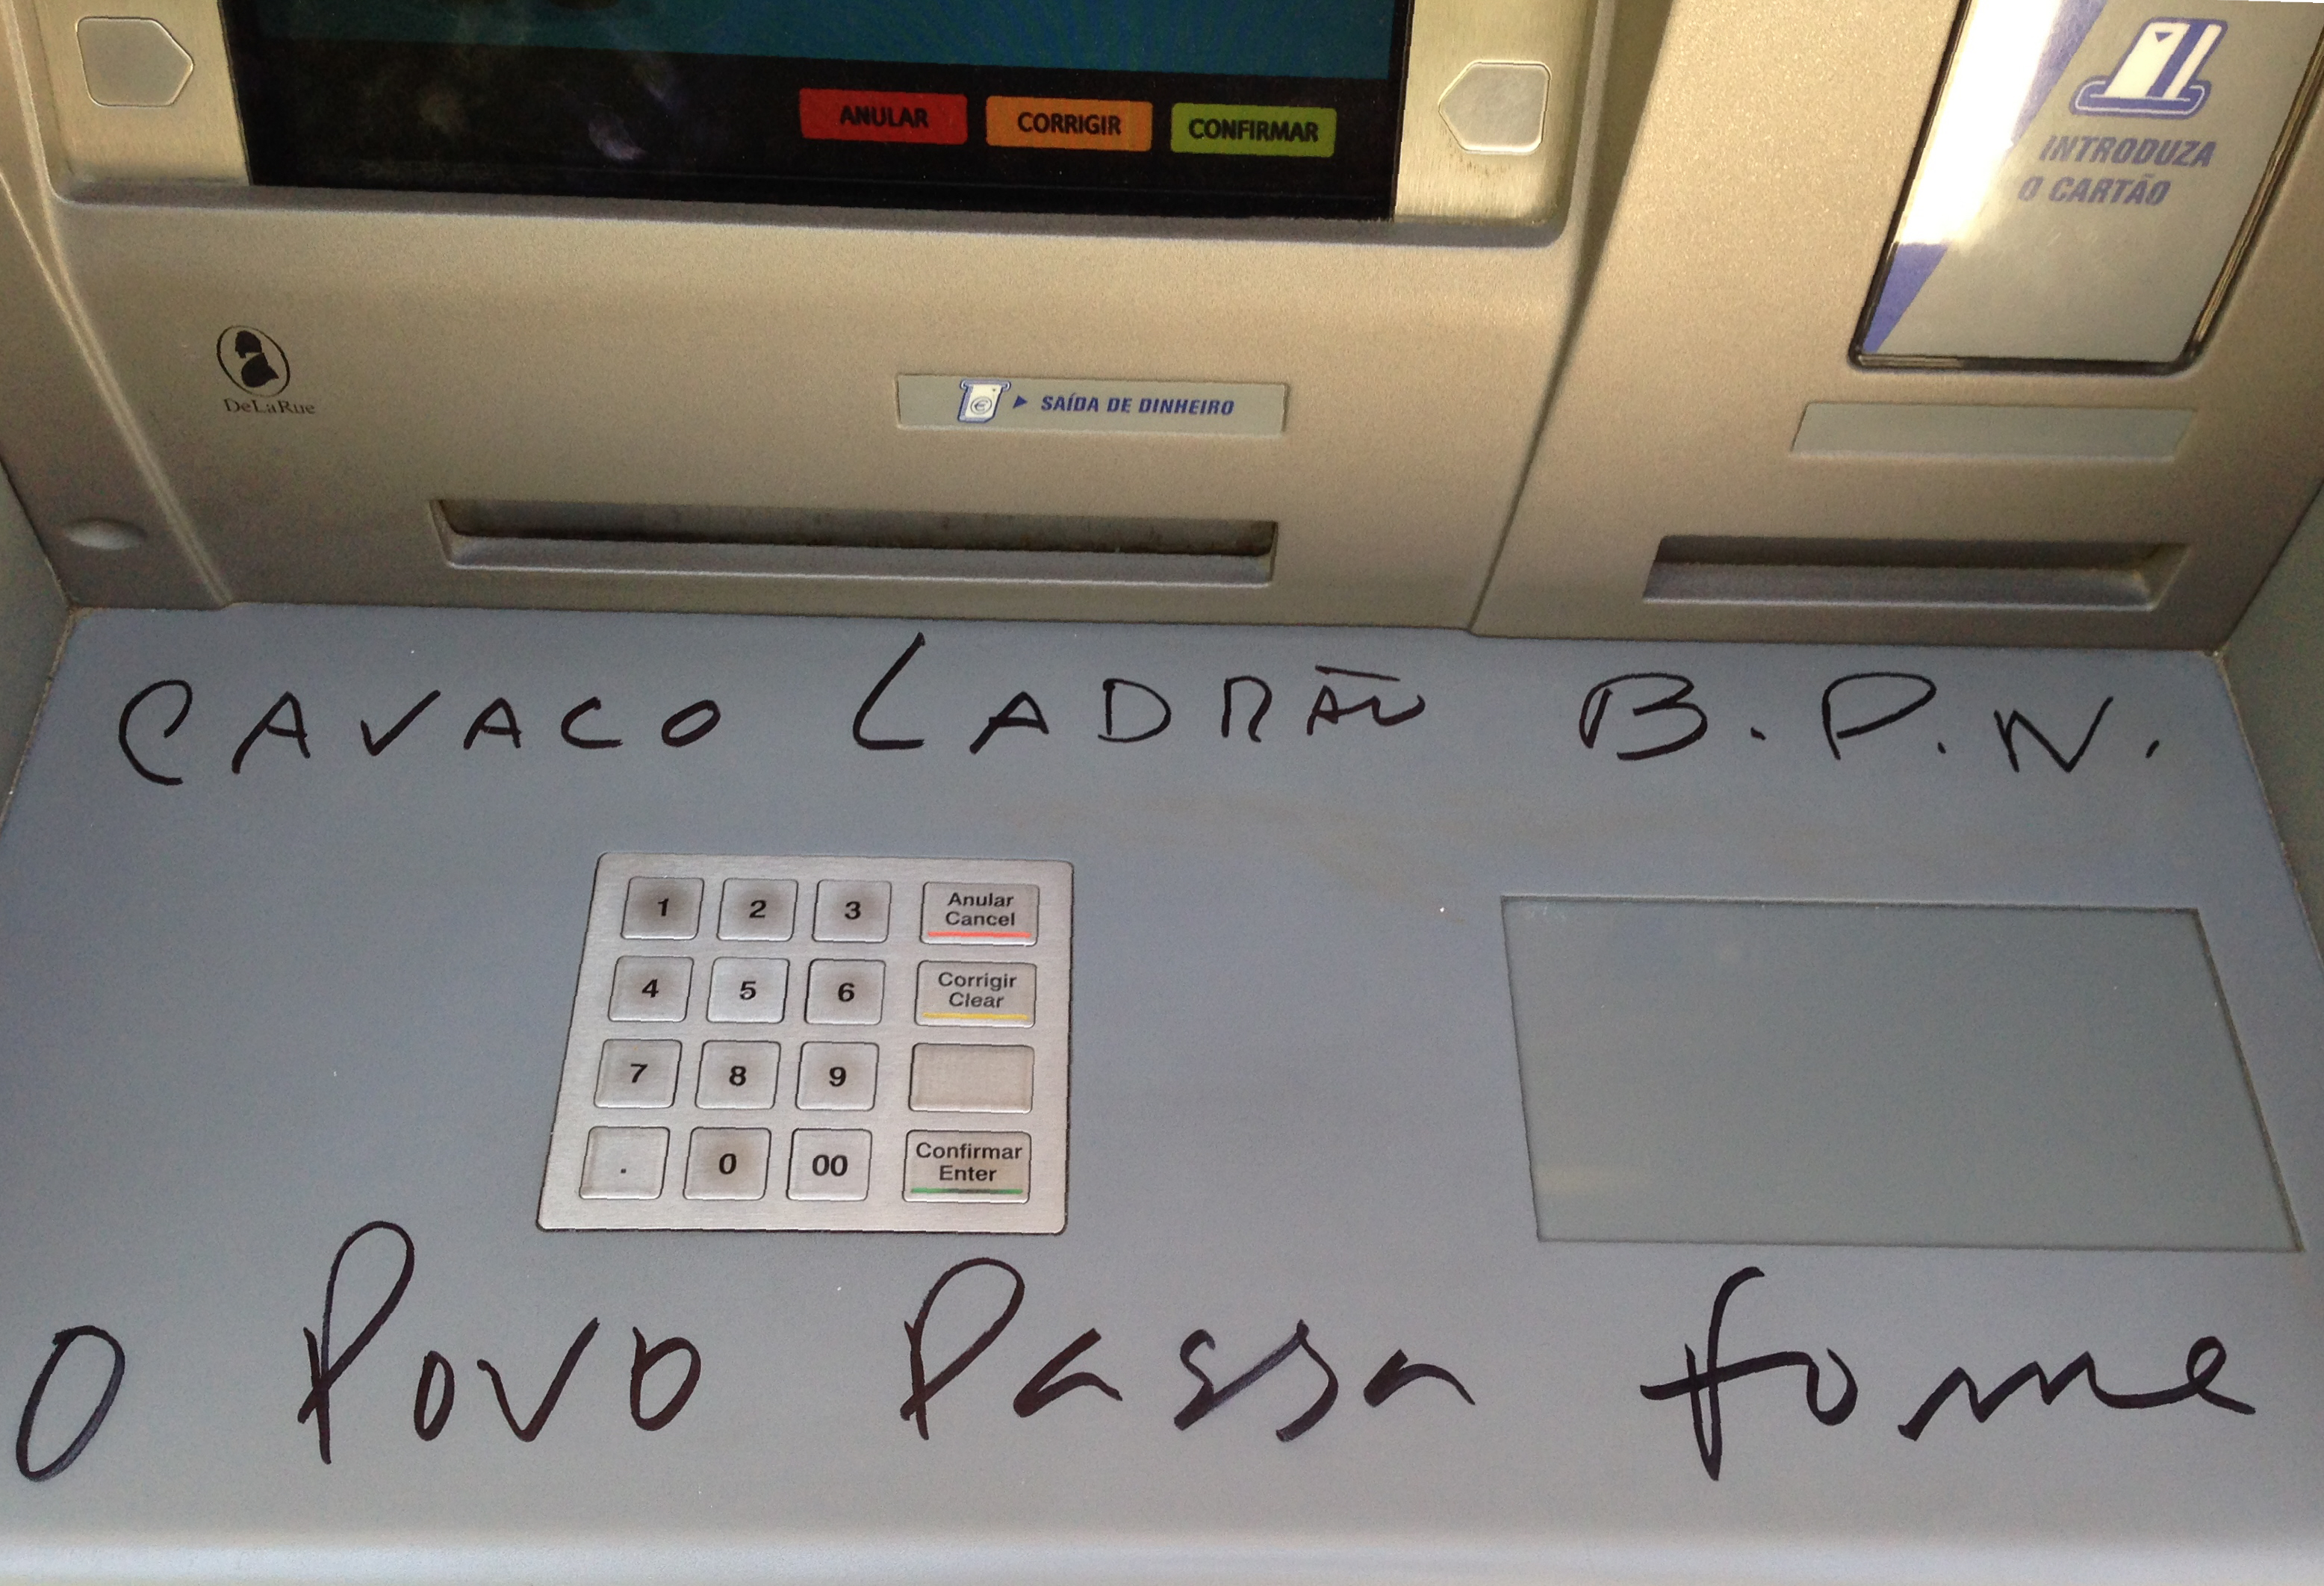 ANULAR CORRIGIR CONFIRMAR
INTRODUZA
O CARTÃO
DeLaRue
SAÍDA DE DINHEIRO
CAVACO LADRÃO B.P.N.
1 2 3 Anular
Cancel
4 5 6 Corrigir
Clear
7 8 9
. 0 00 Confirmar
Enter
O Povo Passa fome